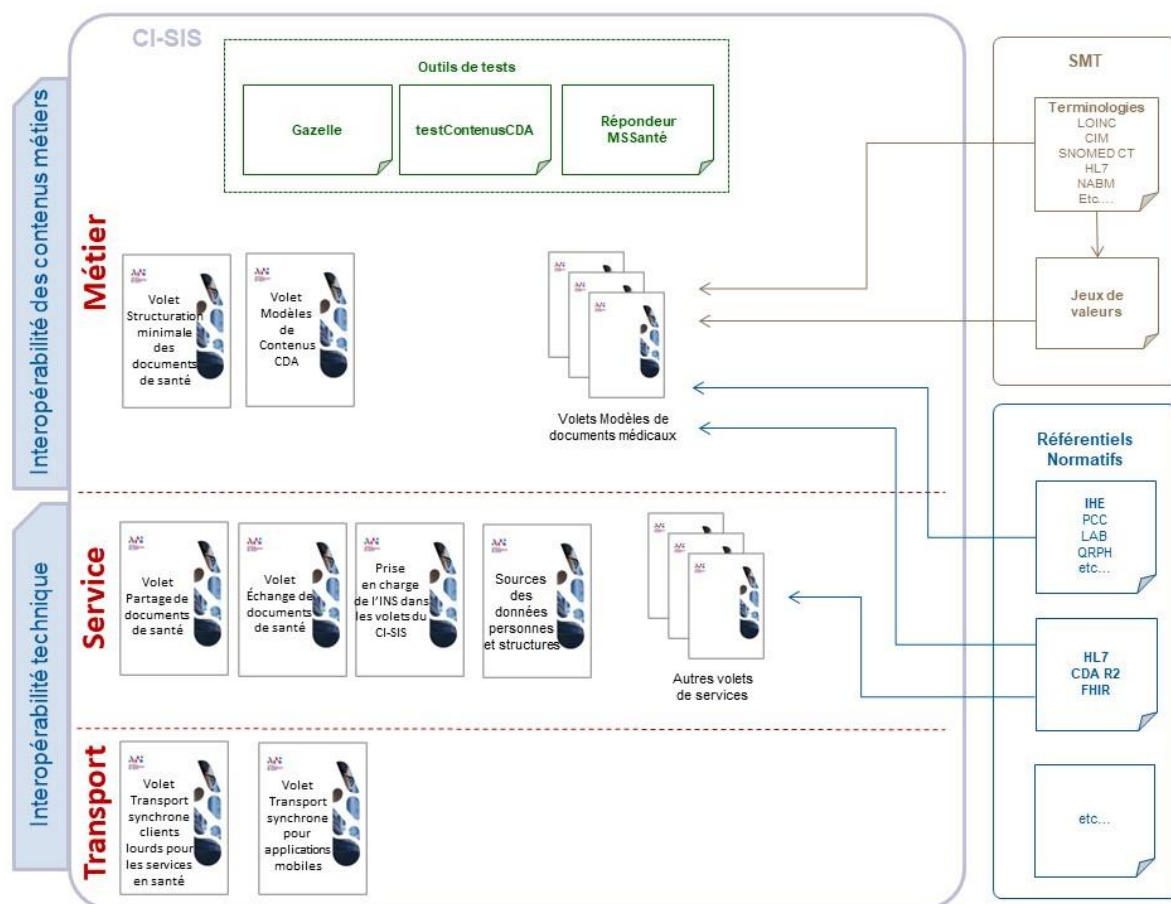 CI-SIS
Interopérabilité des contenus métiers
Métier
Outils de tests
Gazelle
testContenusCDA
Répondeur
MSSanté
Volet
Structuration
minimale
des
documents
de santé
Volet
Modèles
de
Contenus
CDA
Volets Modèles de
documents médicaux
Interopérabilité technique
Service
Volet
Partage de
documents
de santé
Volet
Échange de
documents
de santé
Prise
en charge
de l'INS dans
les volets du
CI-SIS
Sources
des
données
personnes
et structures
Autres volets
de services
Transport
Volet
Transport
synchrone
clients
lourds pour
les services
en santé
Volet
Transport
synchrone
pour
applications
mobiles
SMT
Terminologies
LOINC
CIM
SNOMED CT
HL7
NABM
Etc....
Jeux de
valeurs
Référentiels
Normatifs
IHE
PCC
LAB
QRPH
etc...
HL7
CDA R2
FHIR
etc...